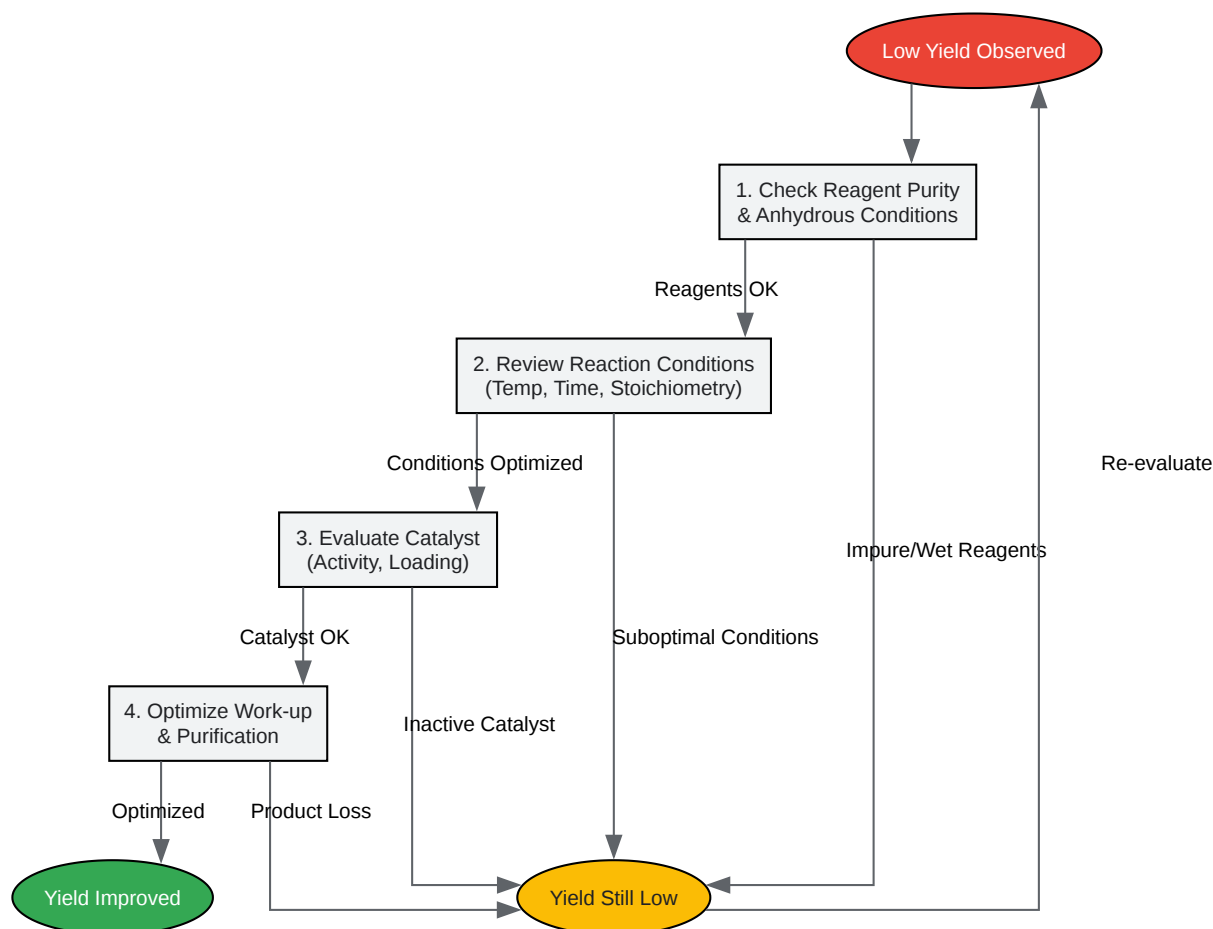 Low Yield Observed
1. Check Reagent Purity
& Anhydrous Conditions
Reagents OK
2. Review Reaction Conditions
(Temp, Time, Stoichiometry)
Conditions Optimized
Re-evaluate
3. Evaluate Catalyst
(Activity, Loading)
Impure/Wet Reagents
Catalyst OK
Suboptimal Conditions
4. Optimize Work-up
& Purification
Inactive Catalyst
Optimized
Product Loss
Yield Improved
Yield Still Low